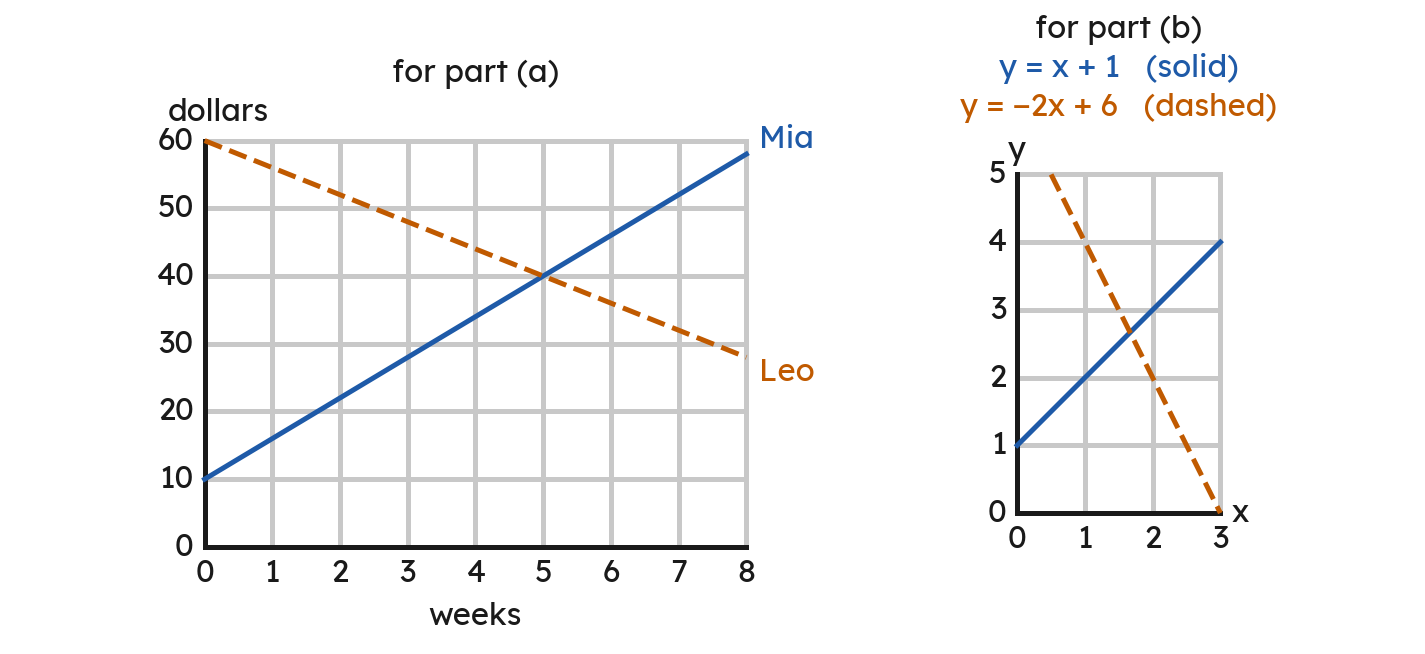 for part (a)
dollars
60
50
40
30
20
10
0
0 1 2 3 4 5 6 7 8
weeks
Mia
Leo
for part (b)
y = x + 1 (solid)
y = −2x + 6 (dashed)
y
5
4
3
2
1
0
x
0 1 2 3